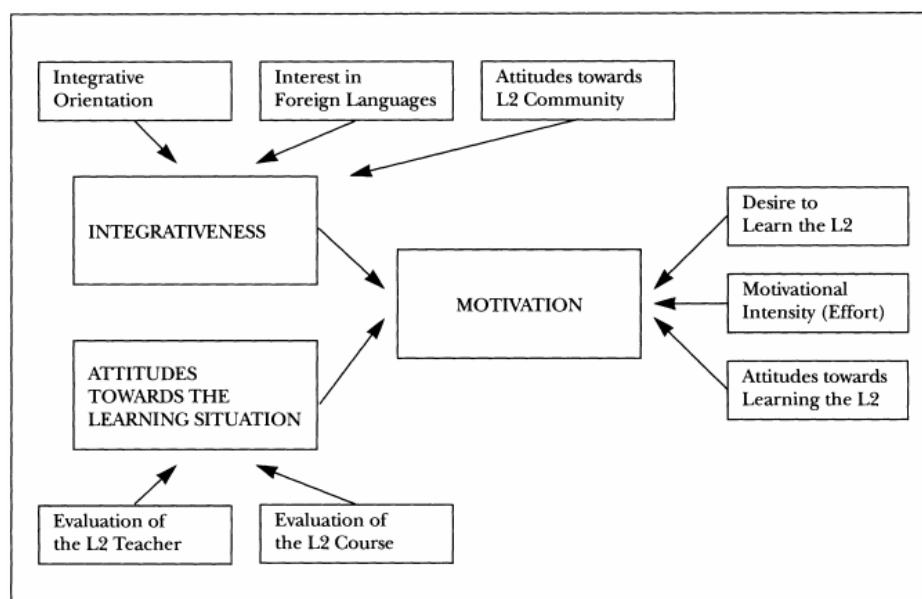 Integrative
Orientation
Interest in
Foreign Languages
Attitudes towards
L2 Community
INTEGRATIVENESS
Desire to
Learn the L2
MOTIVATION
Motivational
Intensity (Effort)
ATTITUDES
TOWARDS THE
LEARNING SITUATION
Attitudes towards
Learning the L2
Evaluation of
the L2 Teacher
Evaluation of
the L2 Course